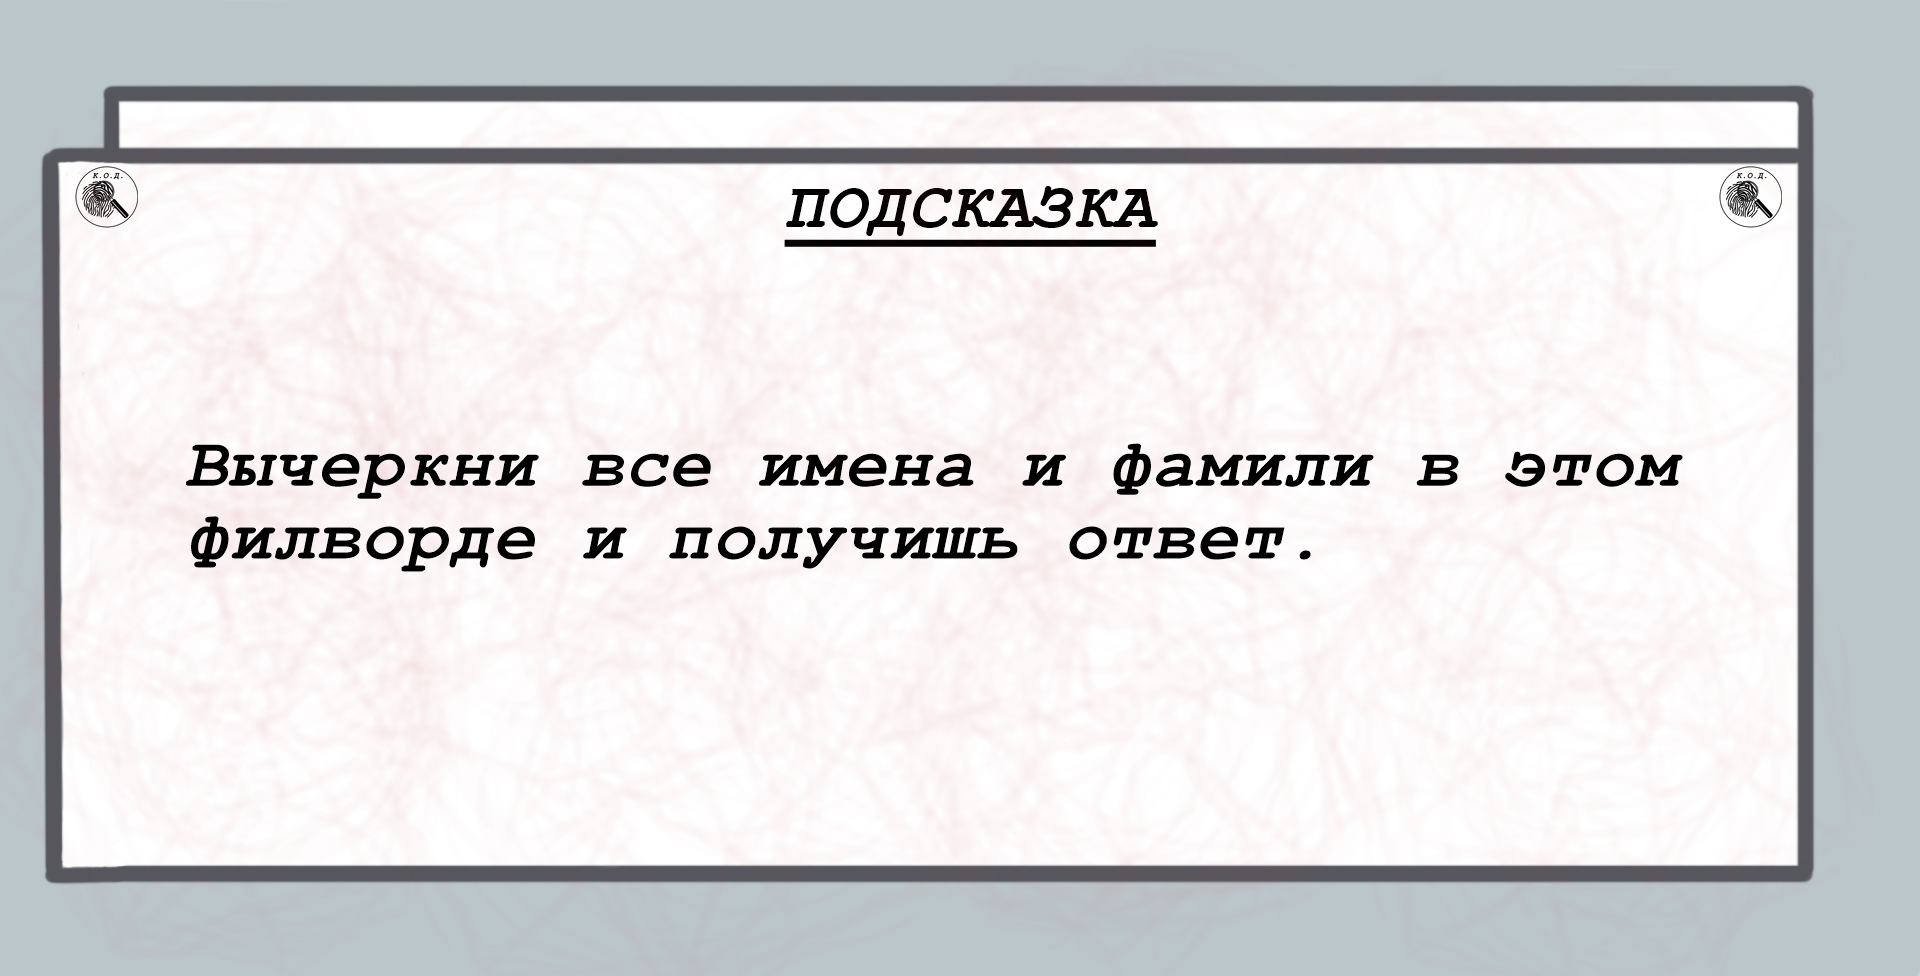 К.О.Д.
К.О.Д.
ПОДСКАЗКА
Вычеркни все имена и фамили в этом
филворде и получишь ответ.